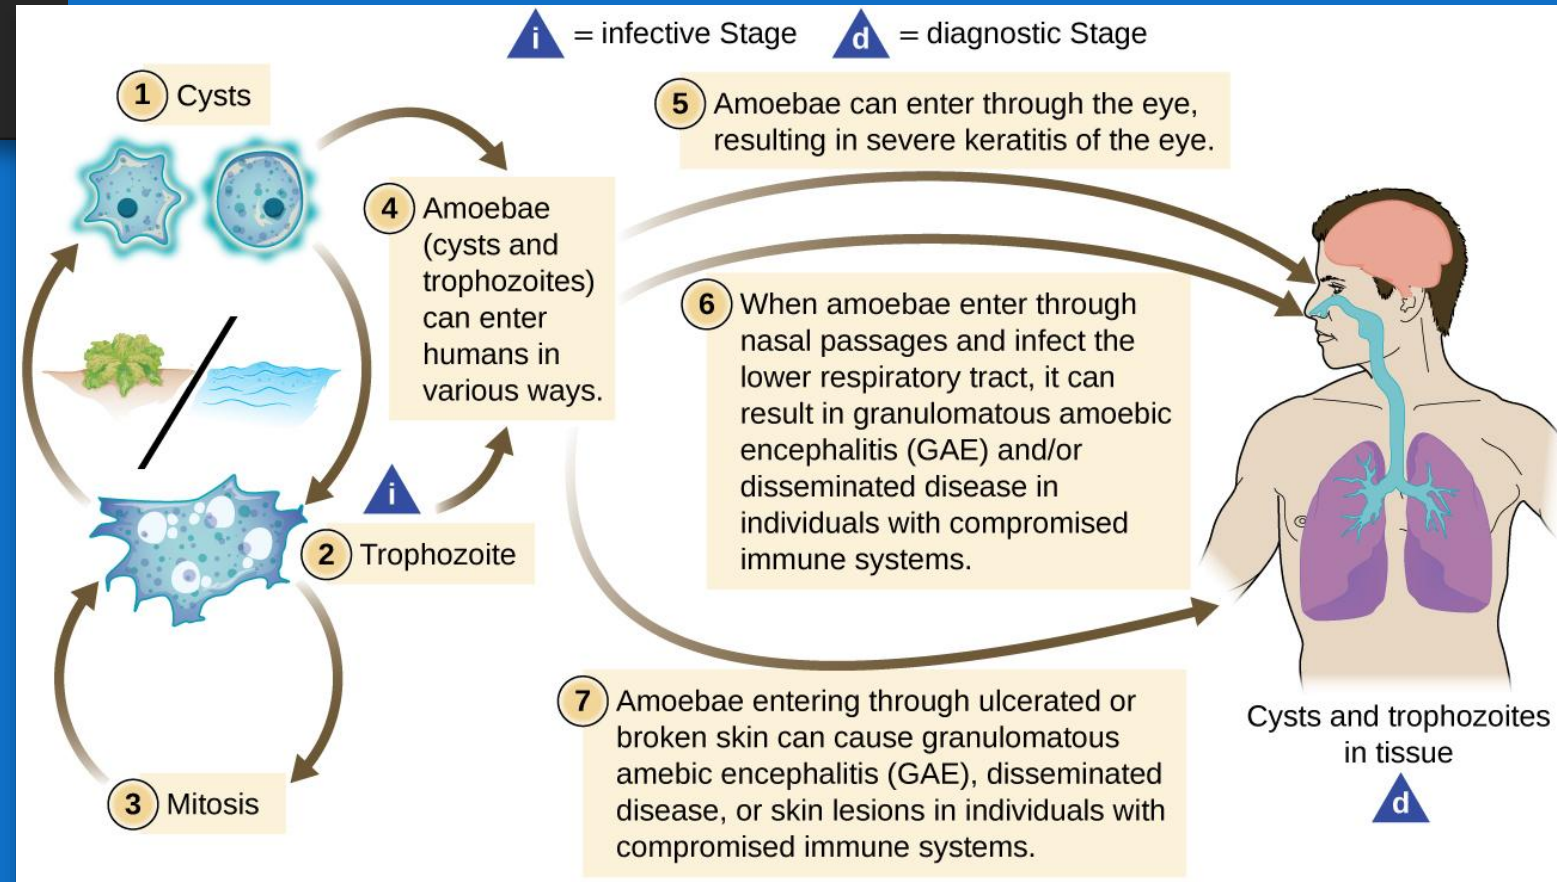 i = infective Stage
d = diagnostic Stage
1 Cysts
5 Amoebae can enter through the eye,
resulting in severe keratitis of the eye.
4 Amoebae
(cysts and
trophozoites)
can enter
humans in
various ways.
6 When amoebae enter through
nasal passages and infect the
lower respiratory tract, it can
result in granulomatous amoebic
encephalitis (GAE) and/or
disseminated disease in
individuals with compromised
immune systems.
i
2 Trophozoite
3 Mitosis
7 Amoebae entering through ulcerated or
broken skin can cause granulomatous
amebic encephalitis (GAE), disseminated
disease, or skin lesions in individuals with
compromised immune systems.
Cysts and trophozoites
in tissue
d